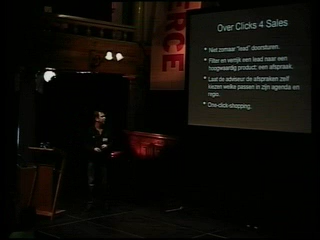 ERCE
Over Clicks 4 Sales
• Niet zomaar "lead" doorsturen.
• Filter en verrijk een lead naar een
hoogwaardig product: een afspraak.
• Laat de adviseur de afspraken zelf
kiezen welke passen in zijn agenda en
regio.
• One-click-shopping.